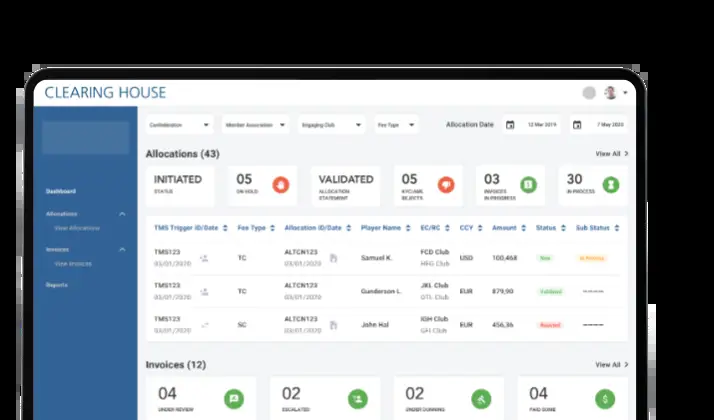 CLEARING HOUSE
Confederation Member Association Engaging Club Fee Type Allocation Date 12 Mar 2019 7 May 2020
Allocations (43) View All
Dashboard
Allocations
View Allocations
Invoices
View Invoices
Reports
INITIATED 05 VALIDATED 05 03 30
STATUS ON HOLD ALLOCATION STATEMENT KYC/AML REJECTS INVOICES IN PROGRESS IN PROCESS
TMS Trigger ID/Date Fee Type Allocation ID/Date Player Name EC/RC CCY Amount Status Sub Status
TMS123 TC ALTCN123 Samuel K. FCD Club USD 100,468 New
03/01/2020 03/01/2020 HFG Club
TMS123 TC ALTCN123 Gunderson L. JKL Club EUR 879,90 Validated -----
03/01/2020 03/01/2020 GTL Club
TMS123 SC ALTCN123 John Hal IGH Club EUR 456,36 Rejected -----
03/01/2020 03/01/2020 GH Club
Invoices (12) View All
04 02 02 04
UNDER REVIEW ESCALATED UNDER DUNNING PAID